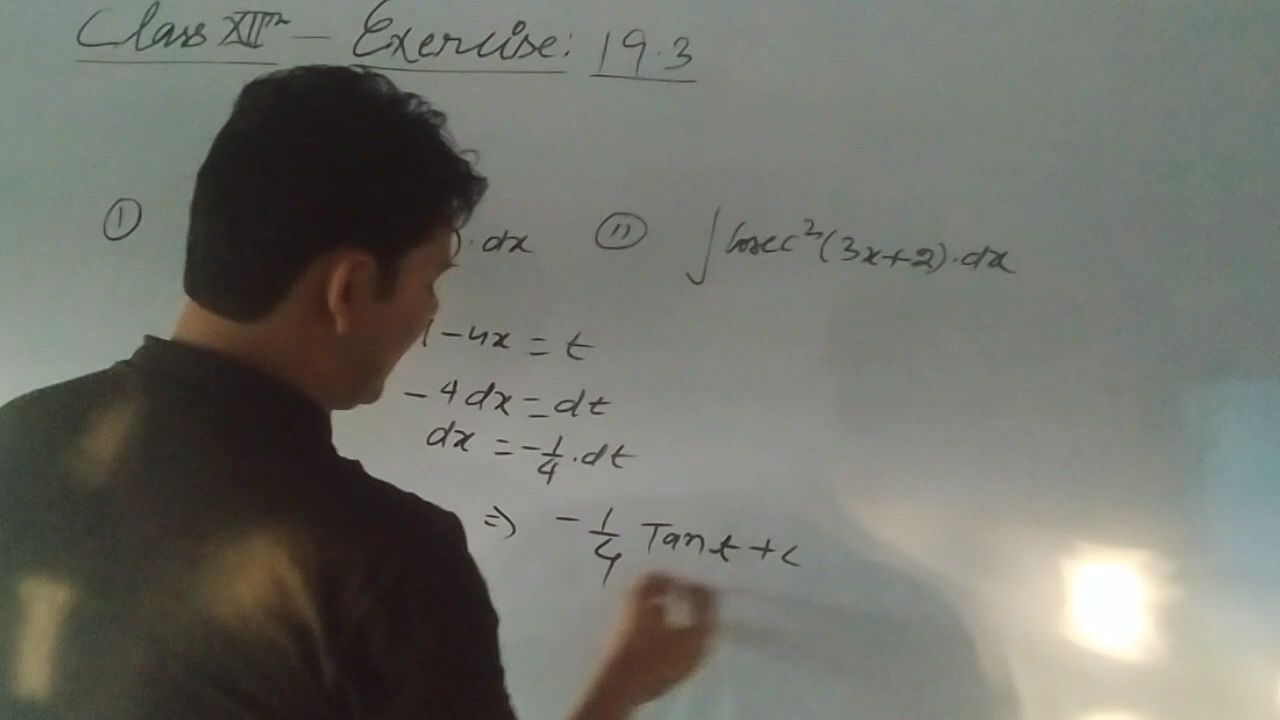 Class XIIth — Exercise: 19.3
① ) . dx ⑪ ∫ Cosec²(3x+2).dx
1-4x = t
-4dx = dt
dx = -1/4 . dt
⇒ -1/4 Tan t + c